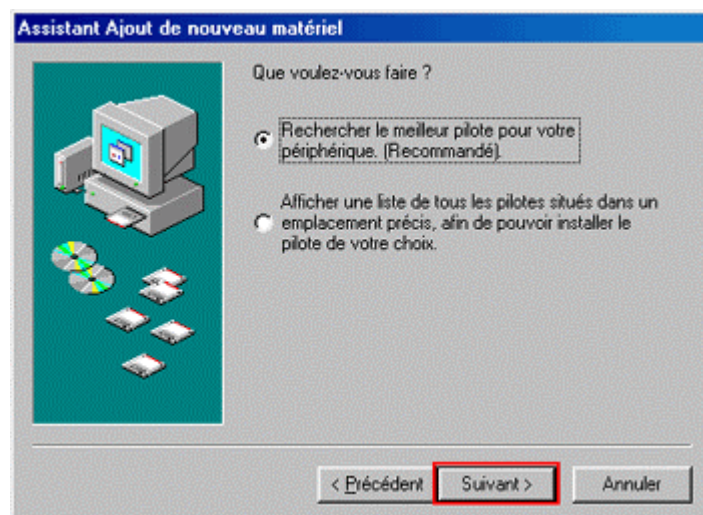 Assistant Ajout de nouveau matériel
Que voulez-vous faire ?
Rechercher le meilleur pilote pour votre
périphérique. (Recommandé).
Afficher une liste de tous les pilotes situés dans un
emplacement précis, afin de pouvoir installer le
pilote de votre choix.
< Précédent
Suivant >
Annuler